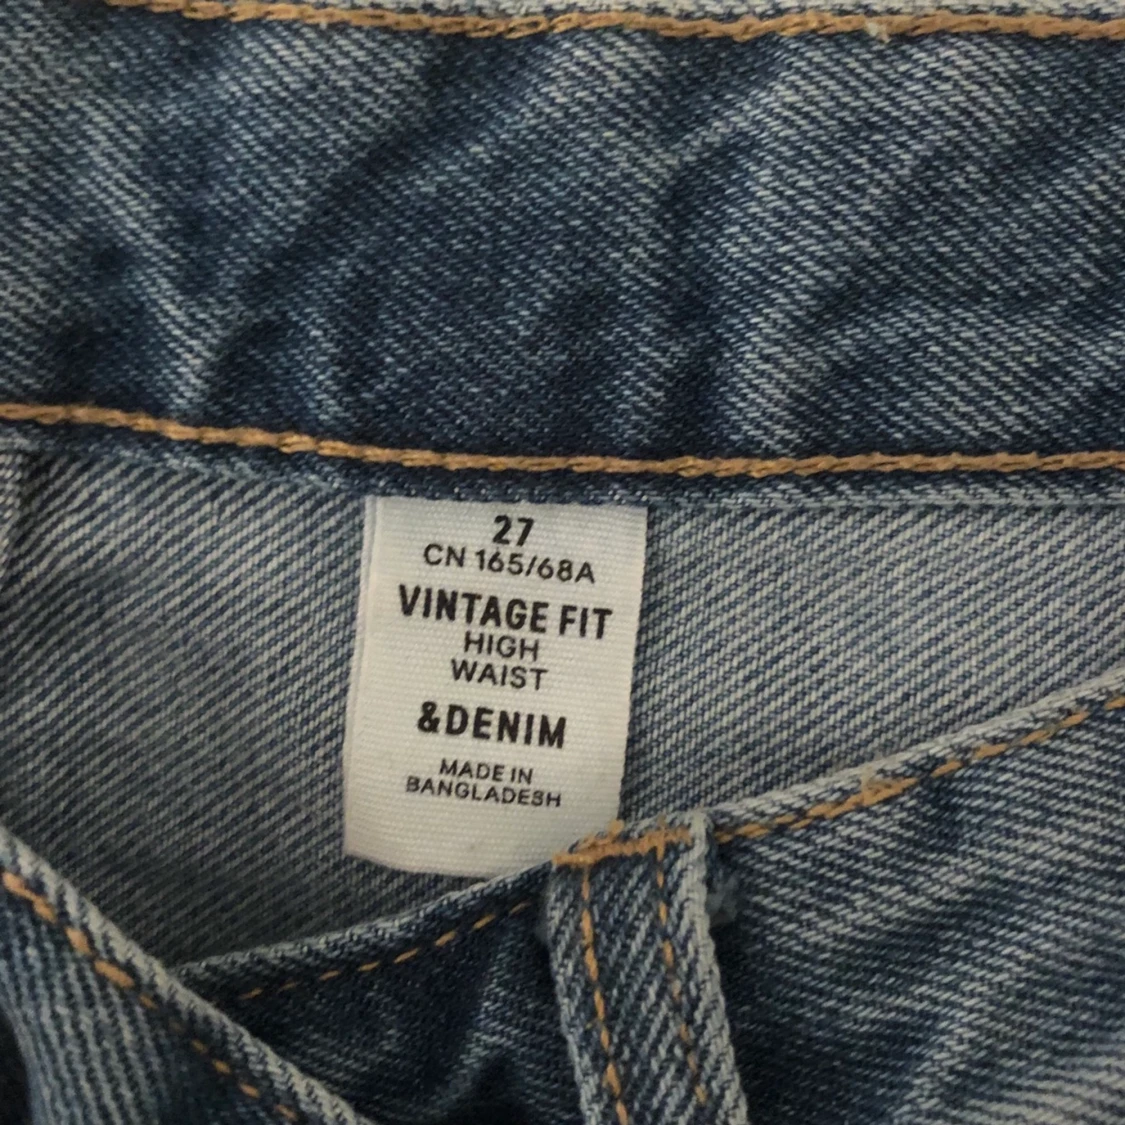 27
CN 165/68A
VINTAGE FIT
HIGH
WAIST
&DENIM
MADE IN
BANGLADESH